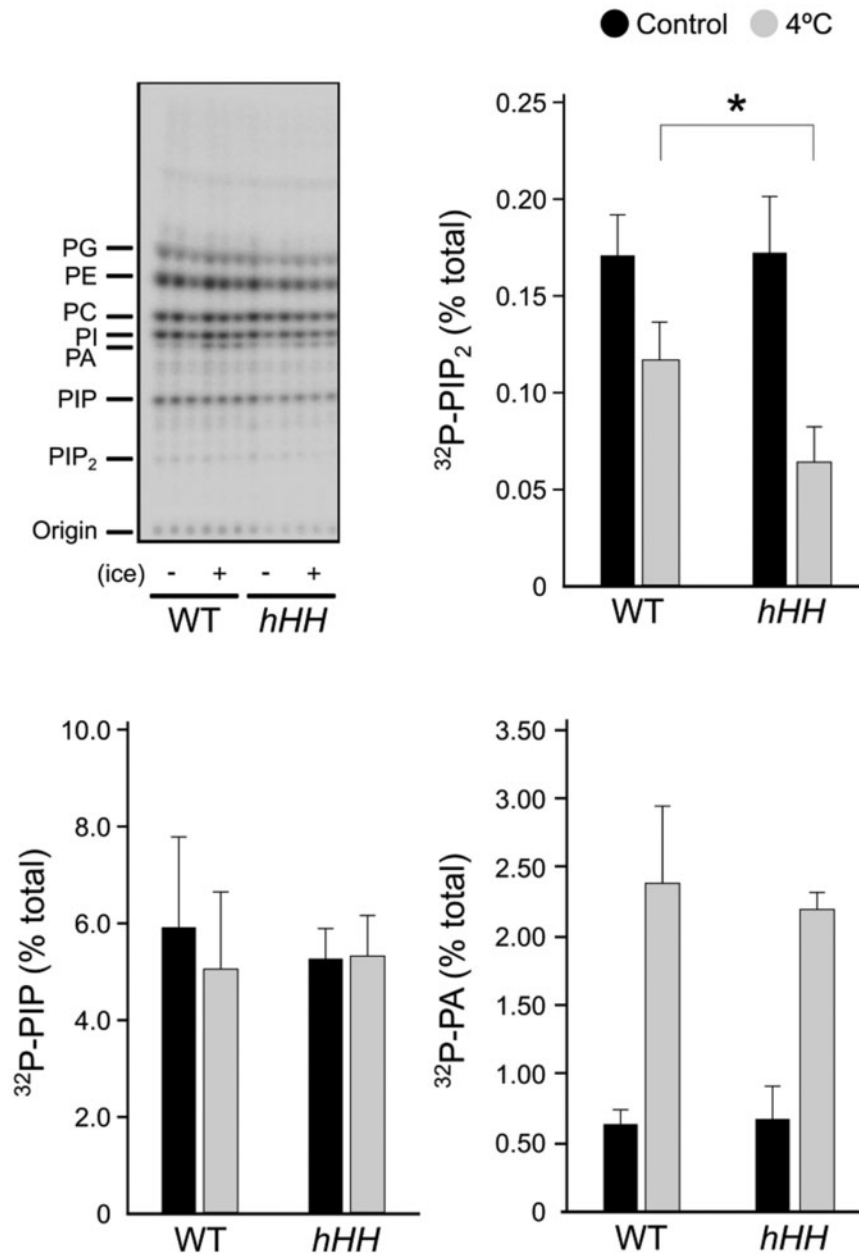 Control 4ºC
PG
PE
PC
PI
PA
PIP
PIP₂
Origin
(ice) - + - +
WT hHH
³²P-PIP₂ (% total)
0.25
0.20
0.15
0.10
0.05
0
*
WT hHH
³²P-PIP (% total)
10.0
8.0
6.0
4.0
2.0
0
WT hHH
³²P-PA (% total)
3.50
3.00
2.50
2.00
1.50
1.00
0.50
0
WT hHH